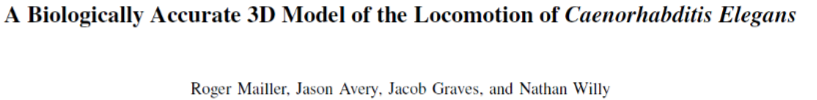 A Biologically Accurate 3D Model of the Locomotion of Caenorhabditis Elegans
Roger Mailler, Jason Avery, Jacob Graves, and Nathan Willy